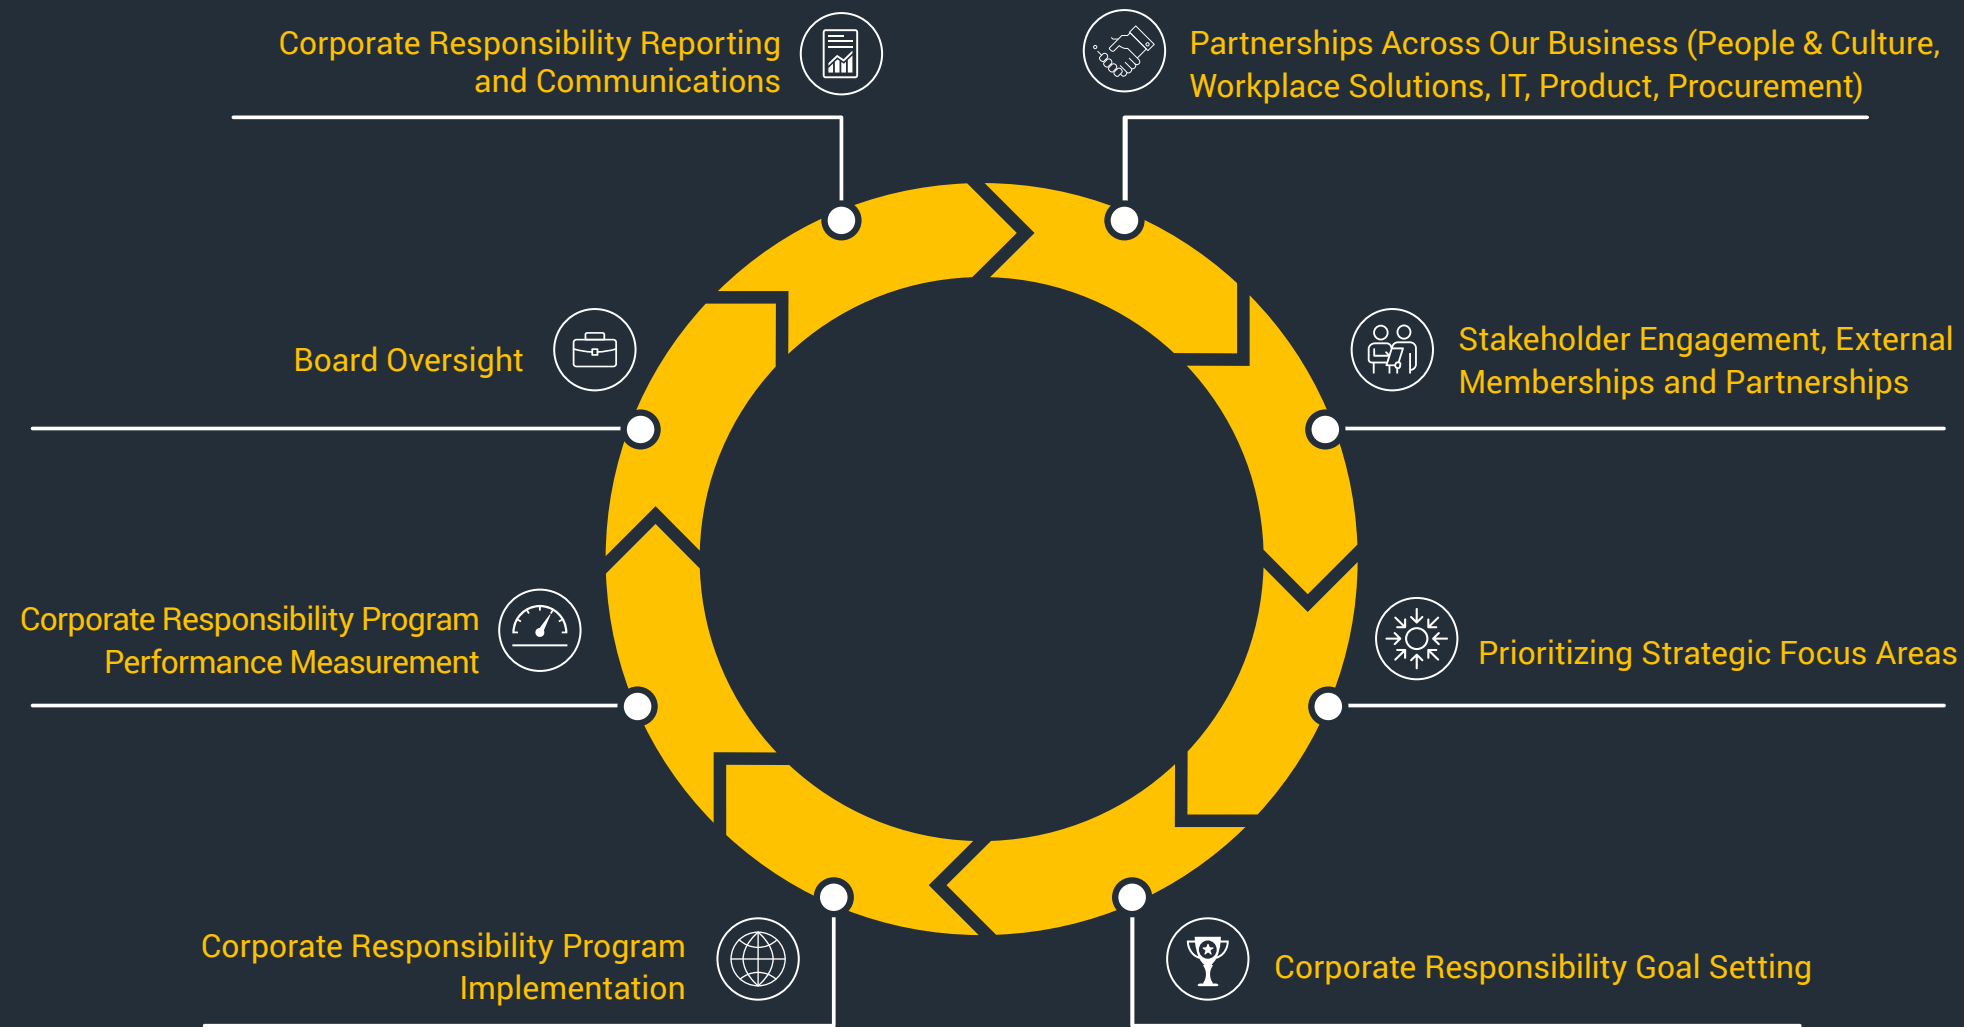 Corporate Responsibility Reporting
and Communications
Partnerships Across Our Business (People & Culture,
Workplace Solutions, IT, Product, Procurement)
Board Oversight
Stakeholder Engagement, External
Memberships and Partnerships
Corporate Responsibility Program
Performance Measurement
Prioritizing Strategic Focus Areas
Corporate Responsibility Program
Implementation
Corporate Responsibility Goal Setting